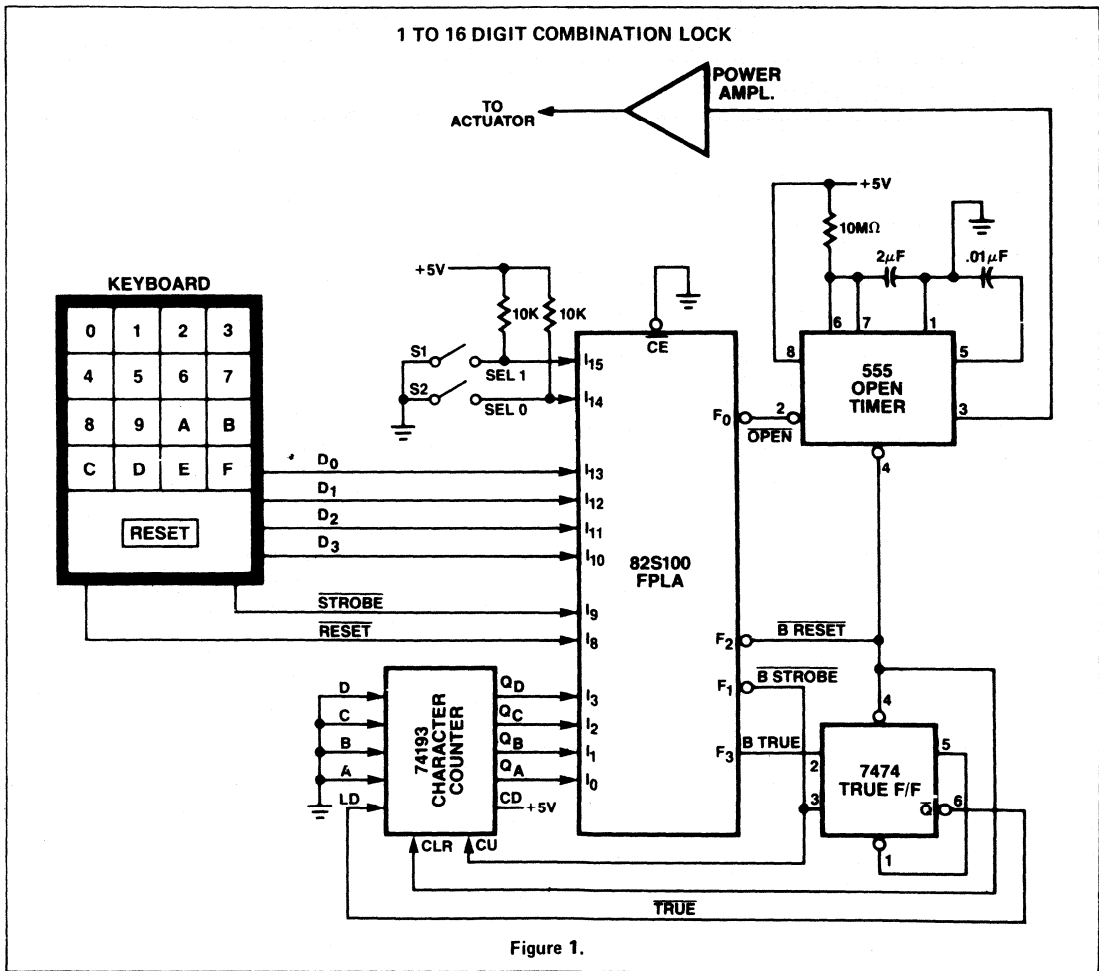 1 TO 16 DIGIT COMBINATION LOCK
POWER
AMPL.
TO
ACTUATOR
+5V
10MΩ
2µF
.01µF
6
7
1
8
5
555
OPEN
TIMER
2
3
4
KEYBOARD
0 1 2 3
4 5 6 7
8 9 A B
C D E F
RESET
+5V
10K
10K
S1
SEL 1
S2
SEL 0
CE
I15
I14
D0
I13
D1
I12
D2
I11
D3
I10
STROBE
I9
RESET
I8
82S100
FPLA
F0
OPEN
F2
B RESET
F1
B STROBE
F3
B TRUE
D
C
B
A
LD
74193
CHARACTER
COUNTER
QD
QC
QB
QA
CD
+5V
I3
I2
I1
I0
CLR
CU
4
2
3
5
7474
TRUE F/F
Q
6
1
TRUE
Figure 1.